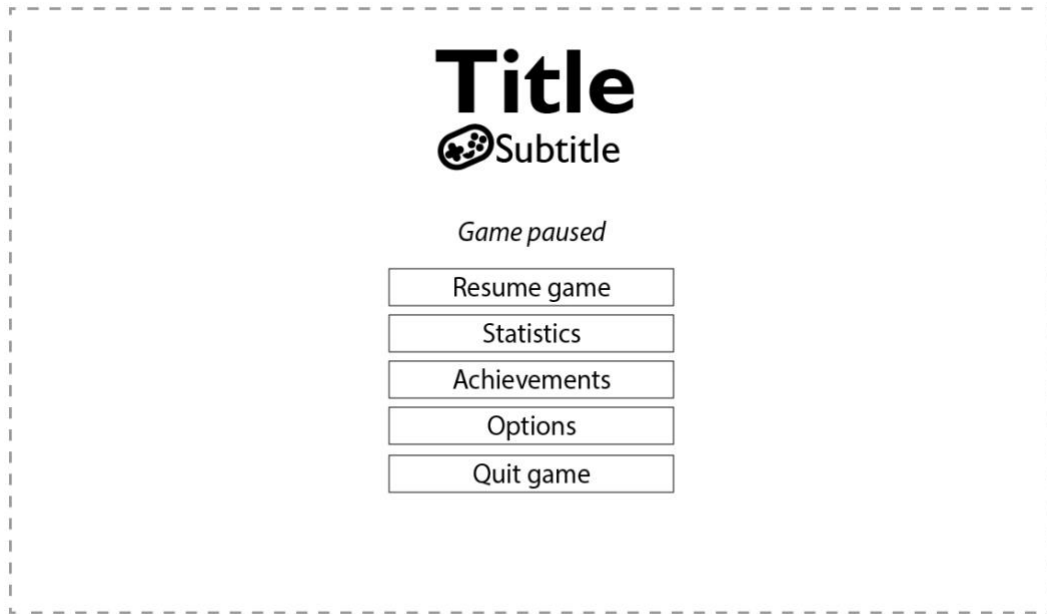 Title
Subtitle
Game paused
Resume game
Statistics
Achievements
Options
Quit game